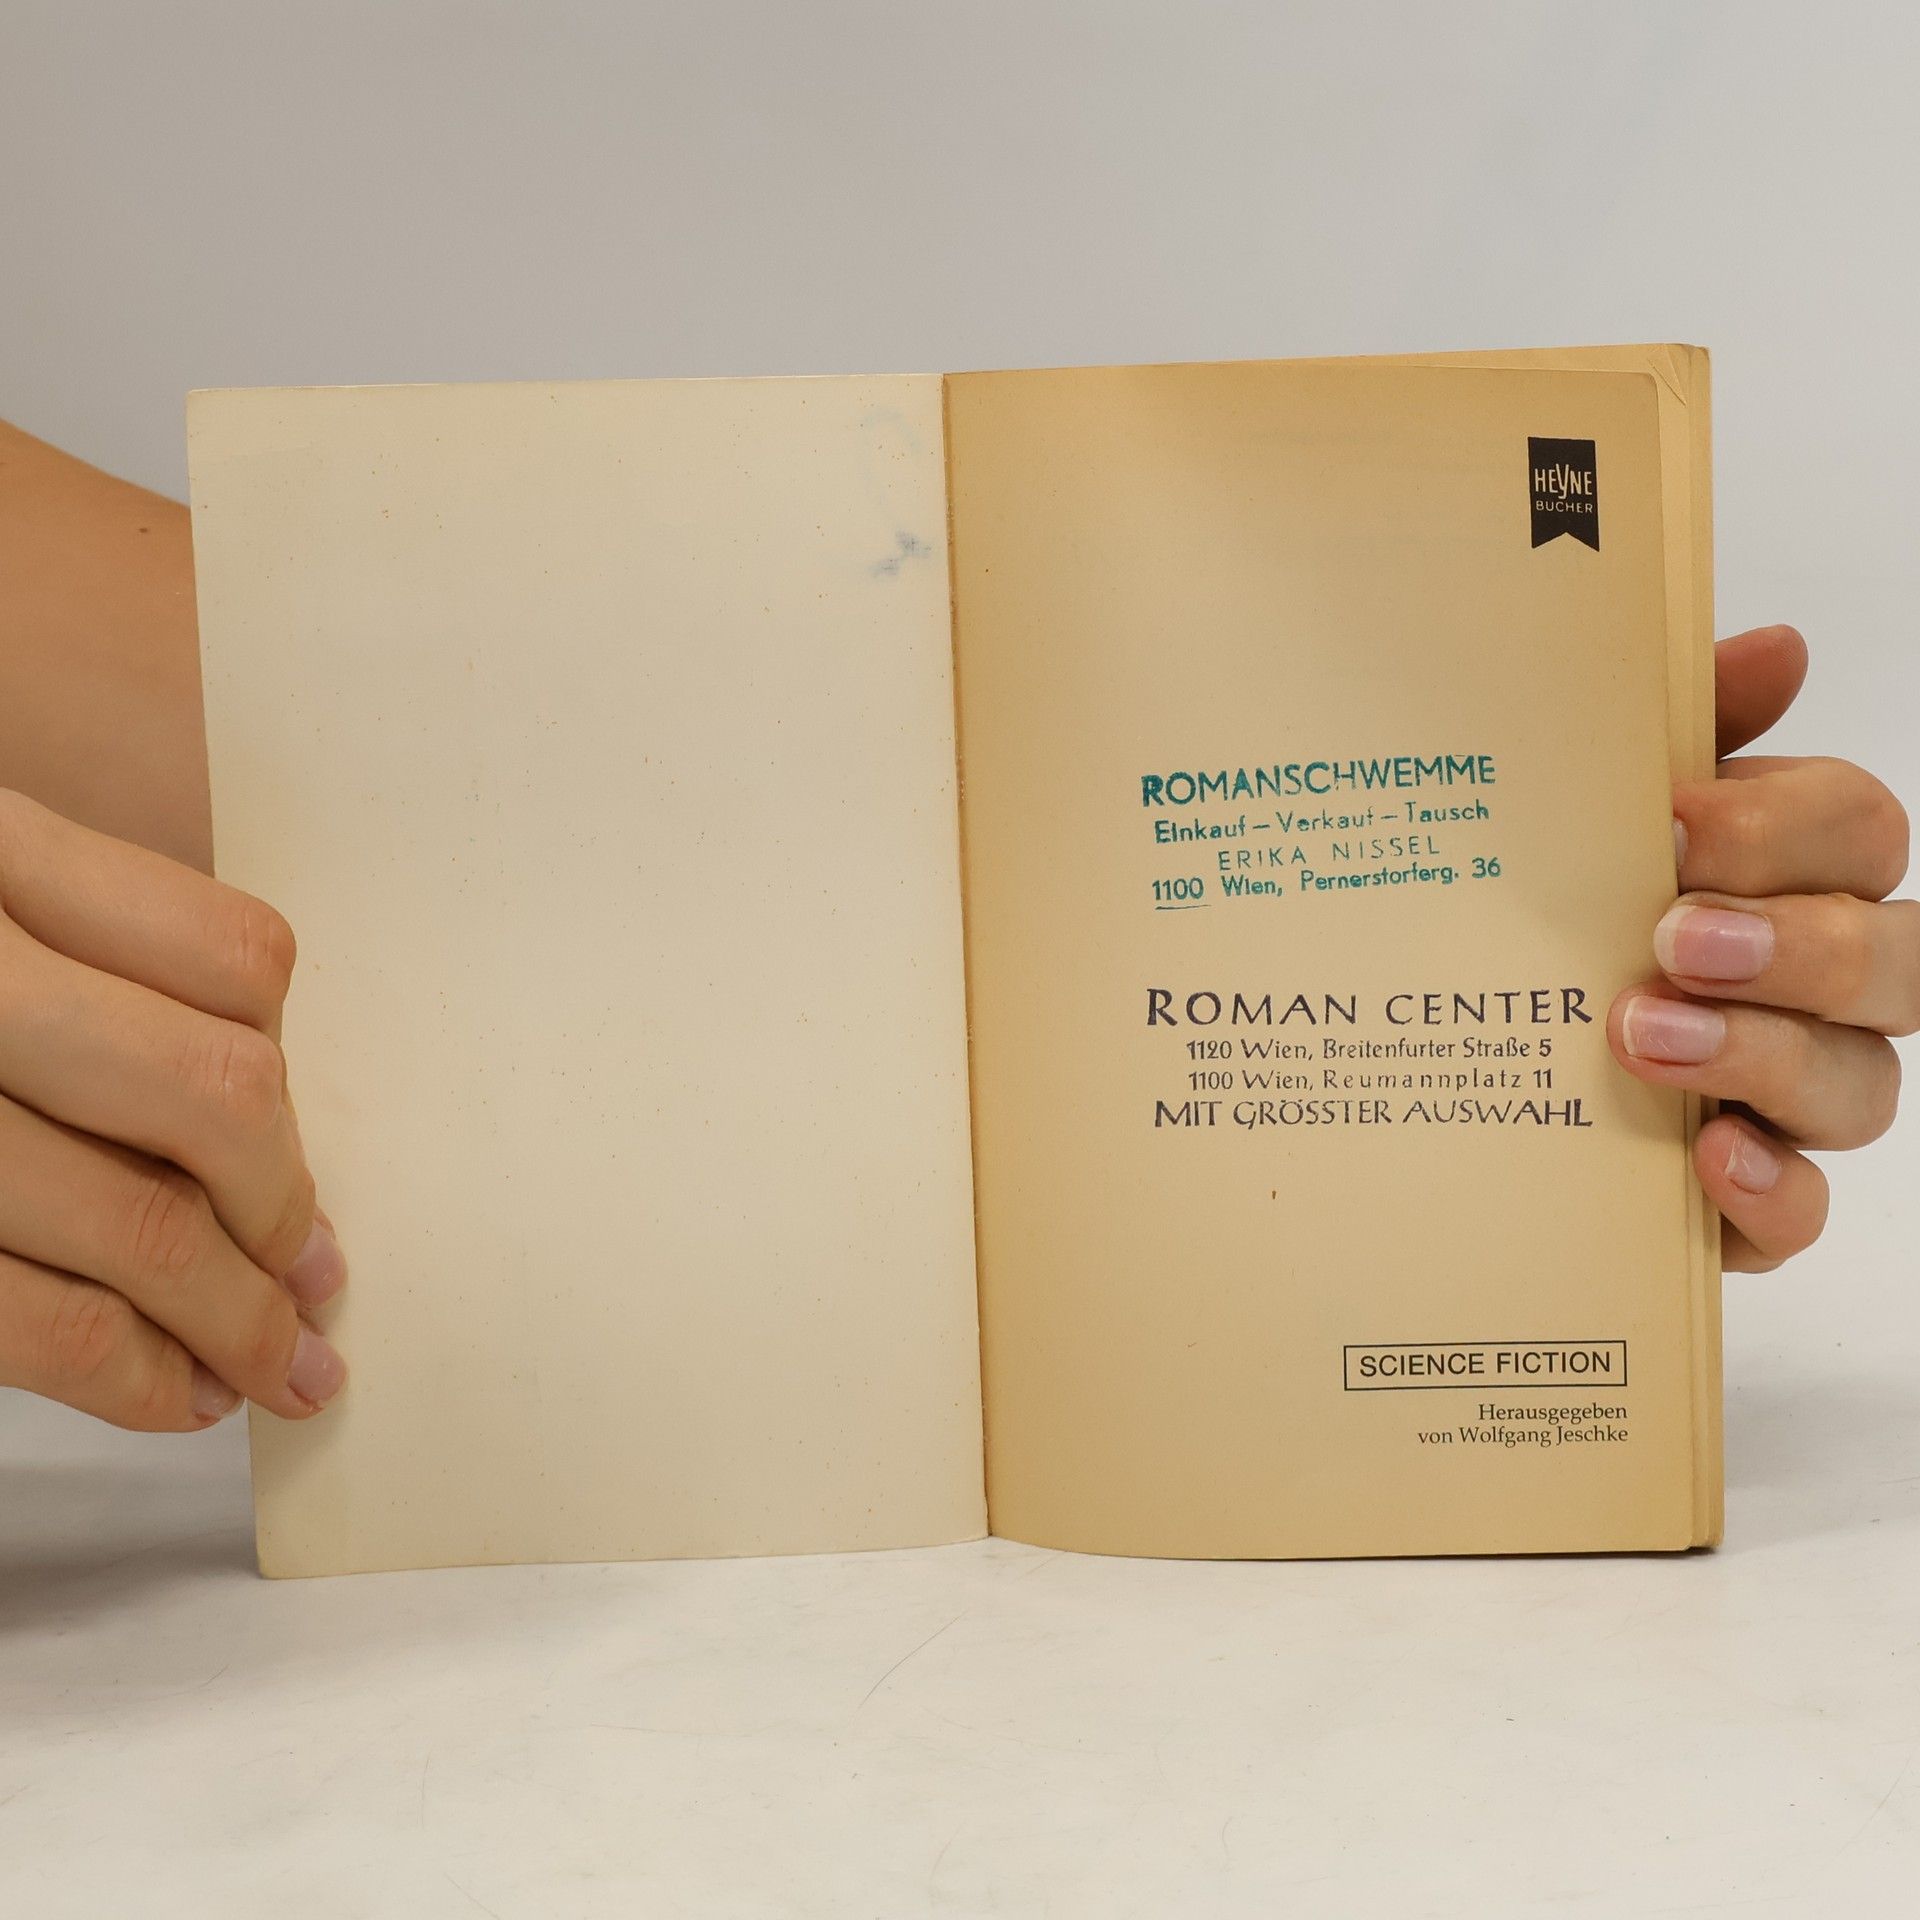 HEYNE
BÜCHER
ROMANSCHWEMME
Einkauf – Verkauf – Tausch
ERIKA NISSEL
1100 Wien, Pernerstorferg. 36
ROMAN CENTER
1120 Wien, Breitenfurter Straße 5
1100 Wien, Reumannplatz 11
MIT GRÖSSTER AUSWAHL
SCIENCE FICTION
Herausgegeben
von Wolfgang Jeschke